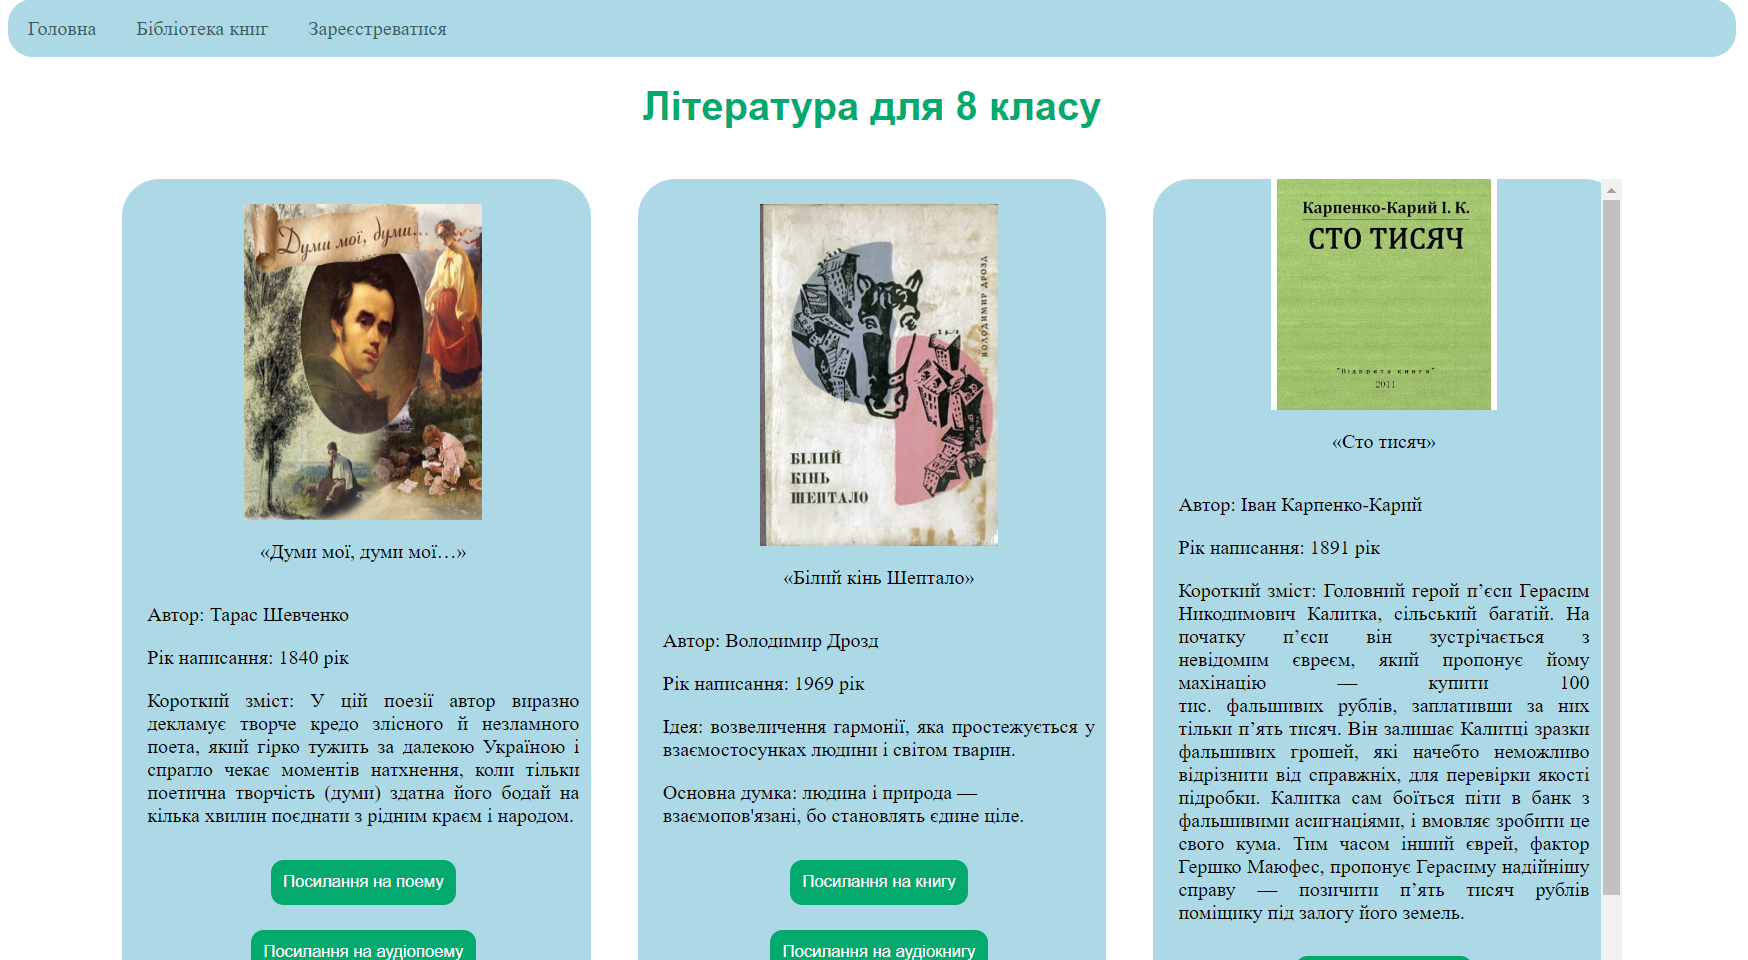 Головна Бібліотека книг Зареєстреватися
Література для 8 класу
Думи мої, думи...
«Думи мої, думи мої…»
Автор: Тарас Шевченко
Рік написання: 1840 рік
Короткий зміст: У цій поезії автор виразно
декламує творче кредо злісного й незламного
поета, який гірко тужить за далекою Україною і
спрагло чекає моментів натхнення, коли тільки
поетична творчість (думи) здатна його бодай на
кілька хвилин поєднати з рідним краєм і народом.
Посилання на поему
Посилання на аудіопоему
ВОЛОДИМИР ДРОЗД
БІЛИЙ
КІНЬ
ШЕПТАЛО
«Білий кінь Шептало»
Автор: Володимир Дрозд
Рік написання: 1969 рік
Ідея: возвеличення гармонії, яка простежується у
взаємостосунках людини і світом тварин.
Основна думка: людина і природа —
взаємопов'язані, бо становлять єдине ціле.
Посилання на книгу
Посилання на аудіокнигу
Карпенко-Карий І. К.
СТО ТИСЯЧ
"Відкрита книга"
2011
«Сто тисяч»
Автор: Іван Карпенко-Карий
Рік написання: 1891 рік
Короткий зміст: Головний герой п’єси Герасим
Никодимович Калитка, сільський багатій. На
початку п’єси він зустрічається з
невідомим євреєм, який пропонує йому
махінацію — купити 100
тис. фальшивих рублів, заплативши за них
тільки п’ять тисяч. Він залишає Калитці зразки
фальшивих грошей, які начебто неможливо
відрізнити від справжніх, для перевірки якості
підробки. Калитка сам боїться піти в банк з
фальшивими асигнаціями, і вмовляє зробити це
свого кума. Тим часом інший єврей, фактор
Гершко Маюфес, пропонує Герасиму надійнішу
справу — позичити п’ять тисяч рублів
поміщику під залогу його земель.